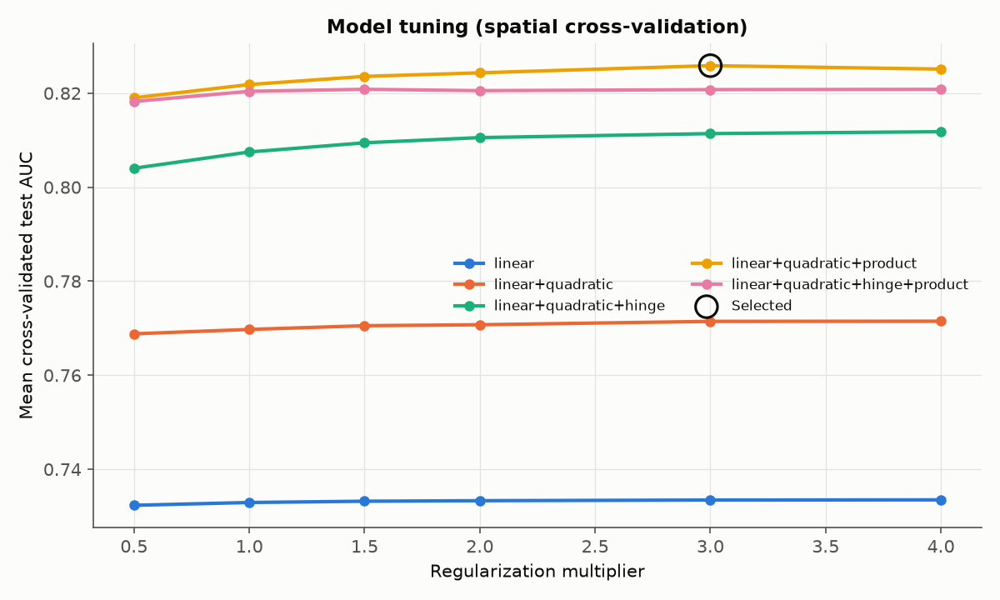 Model tuning (spatial cross-validation)
Mean cross-validated test AUC
0.82
0.80
0.78
0.76
0.74
linear
linear+quadratic
linear+quadratic+hinge
linear+quadratic+product
linear+quadratic+hinge+product
Selected
0.5 1.0 1.5 2.0 2.5 3.0 3.5 4.0
Regularization multiplier